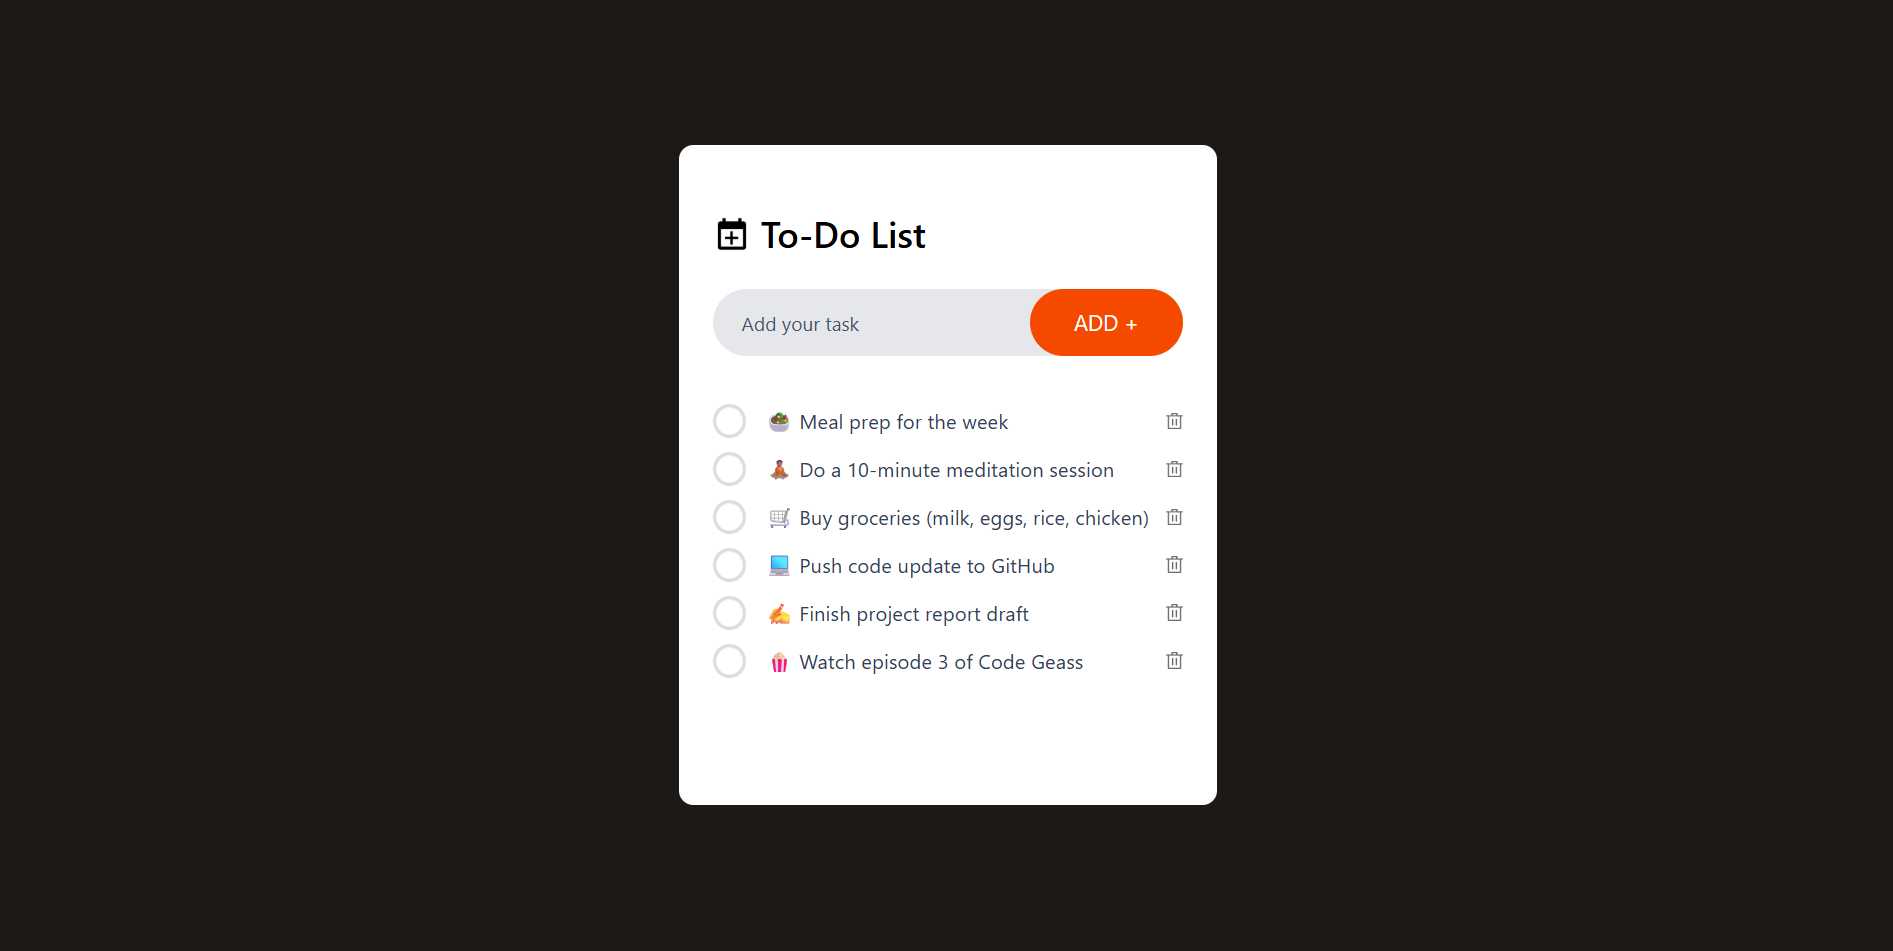 To-Do List
Add your task
ADD +
🥗 Meal prep for the week
🧘🏽 Do a 10-minute meditation session
🛒 Buy groceries (milk, eggs, rice, chicken)
💻 Push code update to GitHub
✍️ Finish project report draft
🍿 Watch episode 3 of Code Geass